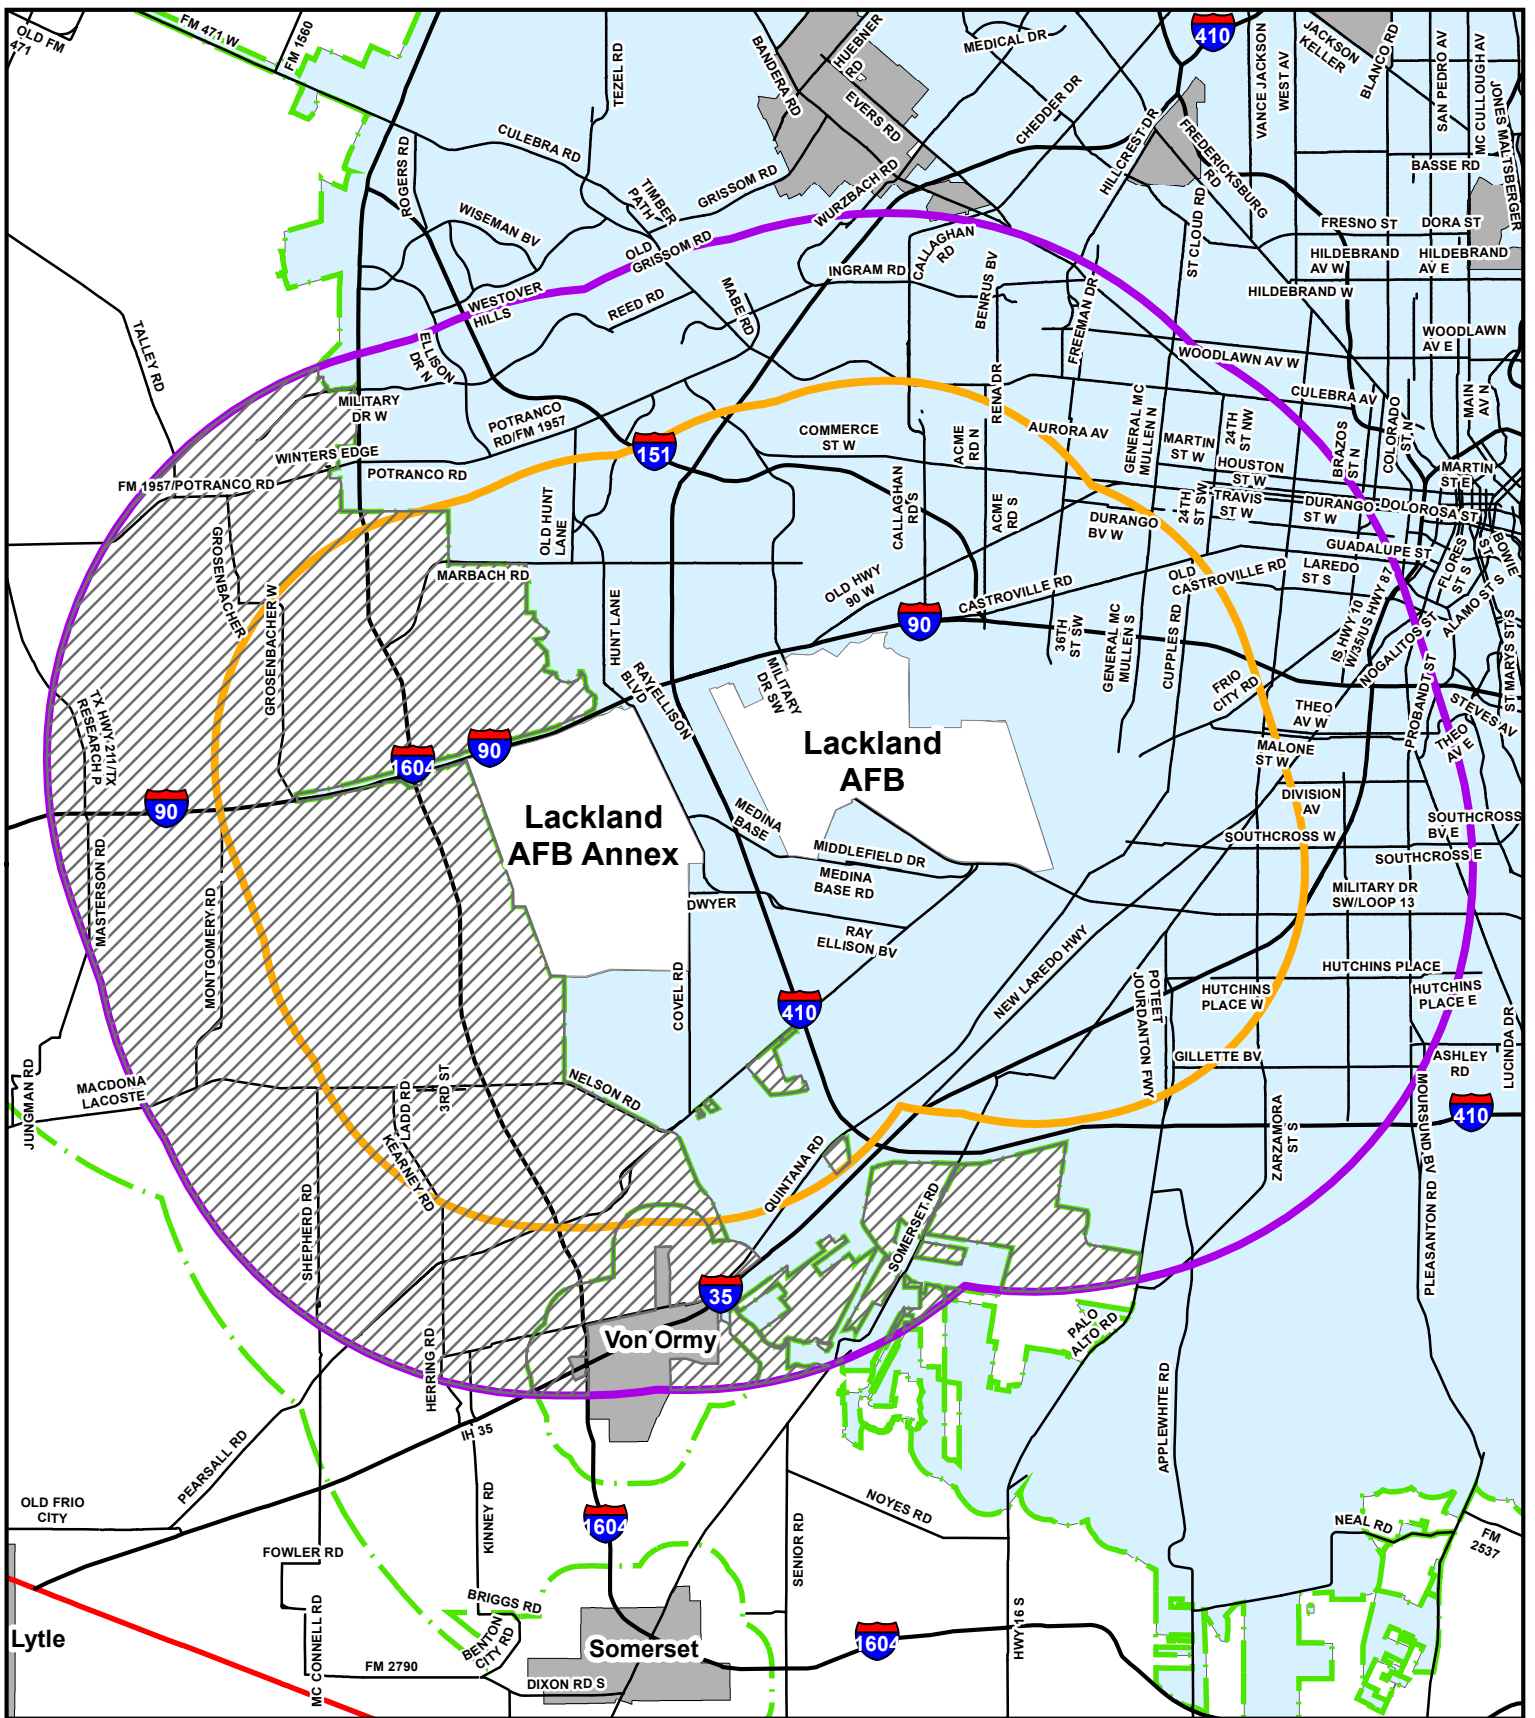 OLD FM
471
FM 471 W
FM 1560
TEZEL RD
BANDERA RD
HUEBNER
RD
EVERS RD
MEDICAL DR
CHEDDER DR
410
VANCE JACKSON
WEST AV
JACKSON
KELLER
BLANCO RD
SAN PEDRO AV
MC CULLOUGH AV
JONES MALTSBERGER
BASSE RD
CULEBRA RD
ROGERS RD
WISEMAN BV
TIMBER
PATH
GRISSOM RD
WURZBACH RD
HILLCREST DR
FREDERICKSBURG
RD
ST CLOUD RD
FRESNO ST
DORA ST
HILDEBRAND
AV W
HILDEBRAND
AV E
HILDEBRAND W
OLD
GRISSOM RD
INGRAM RD
CALLAGHAN
RD
BENRUS BV
FREEMAN DR
WESTOVER
HILLS
REED RD
MABE RD
TALLEY RD
ELLISON
DR N
WOODLAWN AV W
WOODLAWN
AV E
CULEBRA AV
MILITARY
DR W
POTRANCO
RD/FM 1957
RENA DR
COMMERCE
ST W
ACME
RD N
AURORA AV
GENERAL MC
MULLEN N
MARTIN
ST W
24TH
ST NW
BRAZOS
ST N
COLORADO
ST N
MAIN
AV N
WINTERS EDGE
POTRANCO RD
151
FM 1957/POTRANCO RD
HOUSTON
ST W
MARTIN
ST E
OLD HUNT
LANE
CALLAGHAN
RD S
ACME
RD S
DURANGO
BV W
24TH
ST SW
TRAVIS
ST W
DURANGO
ST W
DOLOROSA ST
GROSENBACHER
GROSENBACHER W
MARBACH RD
OLD HWY
90 W
CASTROVILLE RD
OLD
CASTROVILLE RD
GUADALUPE ST
LAREDO
ST S
FLORES
ST S
BOWIE
ST
ALAMO ST S
ST MARYS ST S
90
HUNT LANE
RAY/ELLISON
BLVD
MILITARY
DR SW
36TH
ST SW
GENERAL MC
MULLEN S
CUPPLES RD
FRIO
CITY RD
IS HWY 10
W/35/US HWY 87
NOGALITOS ST
PROBANDT ST
STEVES AV
THEO
AV W
THEO
AV E
MALONE
ST W
TX HWY 211/TX
RESEARCH P
1604
90
90
Lackland
AFB
Lackland
AFB Annex
DIVISION
AV
SOUTHCROSS W
SOUTHCROSS
BV E
SOUTHCROSS E
MEDINA
BASE
MIDDLEFIELD DR
MEDINA
BASE RD
DWYER
RAY
ELLISON BV
MILITARY DR
SW/LOOP 13
MASTERSON RD
MONTGOMERY RD
COVEL RD
410
NEW LAREDO HWY
POTEET
JOURDANTON FWY
HUTCHINS PLACE
HUTCHINS
PLACE W
HUTCHINS
PLACE E
GILLETTE BV
ASHLEY
RD
LUCINDA DR
JUNGMAN RD
MACDONA
LACOSTE
LADD RD
3RD ST
NELSON RD
KEARNEY RD
QUINTANA RD
ZARZAMORA
ST S
MOURSUND BV
410
SHEPHERD RD
SOMERSET RD
PLEASANTON RD
35
Von Ormy
PALO
ALTO RD
HERRING RD
APPLEWHITE RD
IH 35
PEARSALL RD
OLD FRIO
CITY
KINNEY RD
1604
SENIOR RD
NOYES RD
NEAL RD
FM
2537
FOWLER RD
MC CONNELL RD
BRIGGS RD
BENTON
CITY RD
Lytle
Somerset
1604
HWY 16 S
FM 2790
DIXON RD S